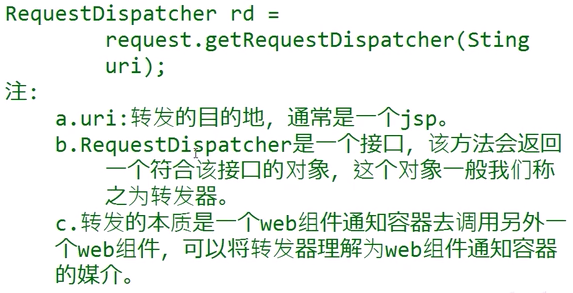 RequestDispatcher rd =
request.getRequestDispatcher(Sting
uri);
注:
a.uri:转发的目的地，通常是一个jsp。
b.RequestDispatcher是一个接口，该方法会返回
一个符合该接口的对象，这个对象一般我们称
之为转发器。
c.转发的本质是一个web组件通知容器去调用另外一
个web组件，可以将转发器理解为web组件通知容器
的媒介。